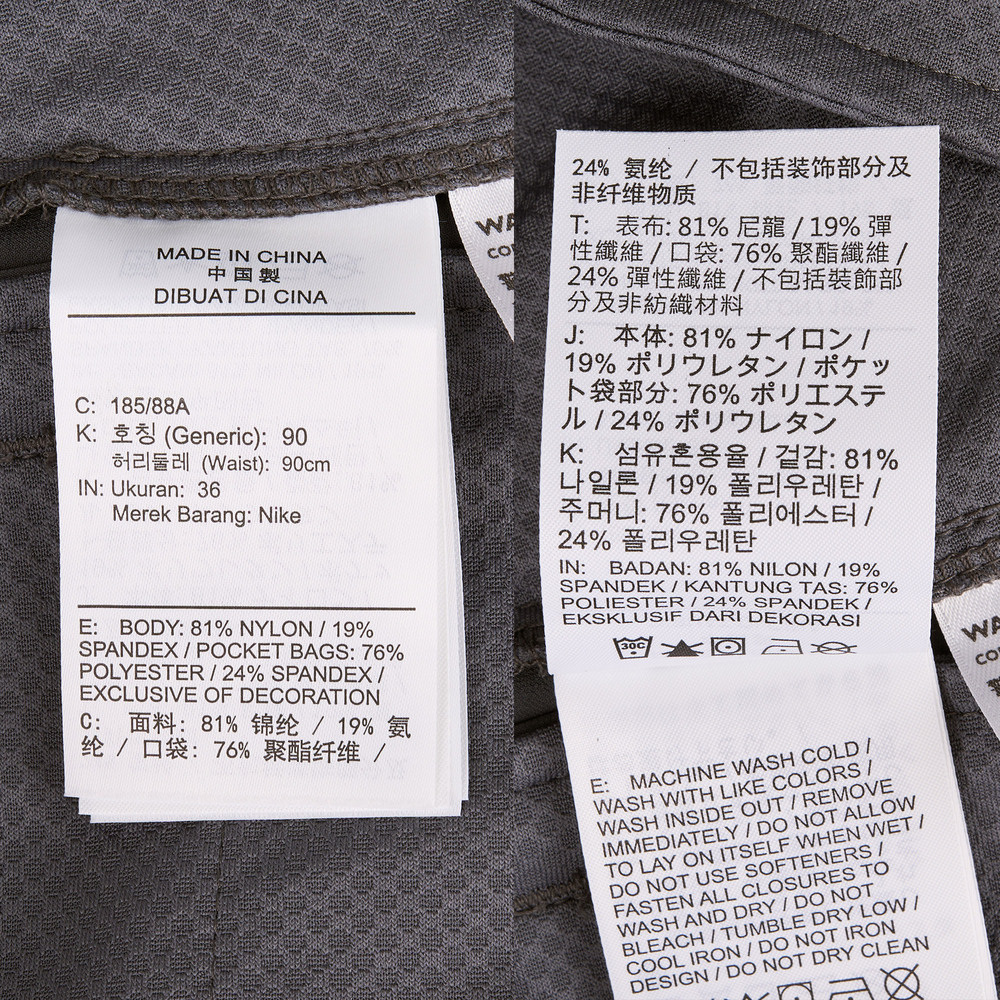 MADE IN CHINA
中国製
DIBUAT DI CINA
C: 185/88A
K: 호칭 (Generic): 90
허리둘레 (Waist): 90cm
IN: Ukuran: 36
Merek Barang: Nike
E: BODY: 81% NYLON / 19%
SPANDEX / POCKET BAGS: 76%
POLYESTER / 24% SPANDEX /
EXCLUSIVE OF DECORATION
C: 面料: 81% 锦纶 / 19% 氨
纶 / 口袋: 76% 聚酯纤维 /
24% 氨纶 / 不包括装饰部分及
非纤维物质
T: 表布: 81% 尼龍 / 19% 彈
性纖維 / 口袋: 76% 聚酯纖維 /
24% 彈性纖維 / 不包括裝飾部
分及非紡織材料
J: 本体: 81% ナイロン /
19% ポリウレタン / ポケッ
ト袋部分: 76% ポリエステ
ル / 24% ポリウレタン
K: 섬유혼용율 / 겉감: 81%
나일론 / 19% 폴리우레탄 /
주머니: 76% 폴리에스터 /
24% 폴리우레탄
IN: BADAN: 81% NILON / 19%
SPANDEK / KANTUNG TAS: 76%
POLIESTER / 24% SPANDEK /
EKSKLUSIF DARI DEKORASI
30C
E: MACHINE WASH COLD /
WASH WITH LIKE COLORS /
WASH INSIDE OUT / REMOVE
IMMEDIATELY / DO NOT ALLOW
TO LAY ON ITSELF WHEN WET /
DO NOT USE SOFTENERS /
FASTEN ALL CLOSURES TO
WASH AND DRY / DO NOT
BLEACH / TUMBLE DRY LOW /
COOL IRON / DO NOT IRON
DESIGN / DO NOT DRY CLEAN